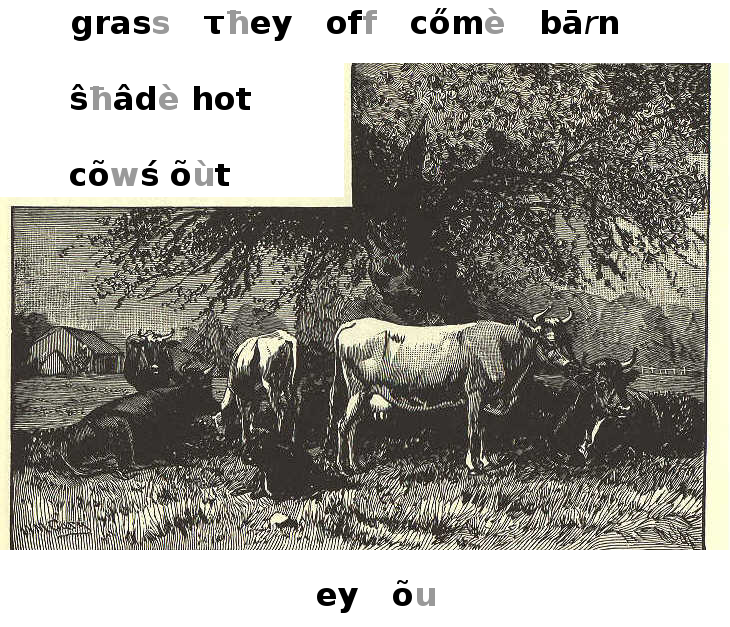 grass τħey off cőmè bārn
ŝħâdè hot
cõwś õùt
ey õu